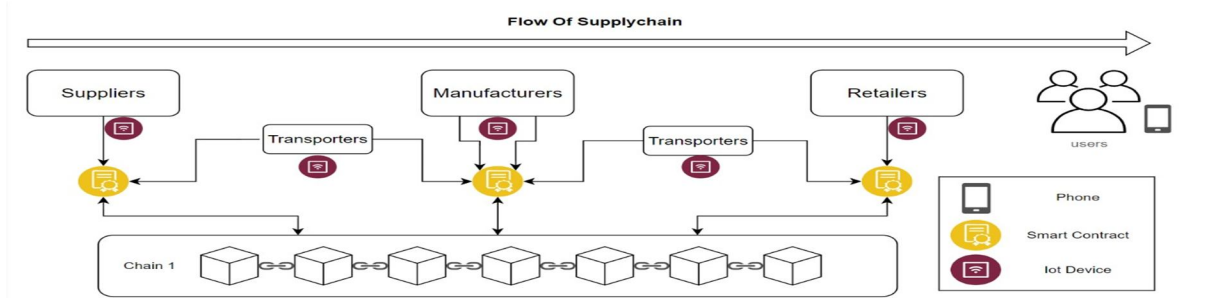 Flow Of Supplychain
Suppliers
Manufacturers
Retailers
Transporters
Transporters
users
Phone
Smart Contract
Iot Device
Chain 1